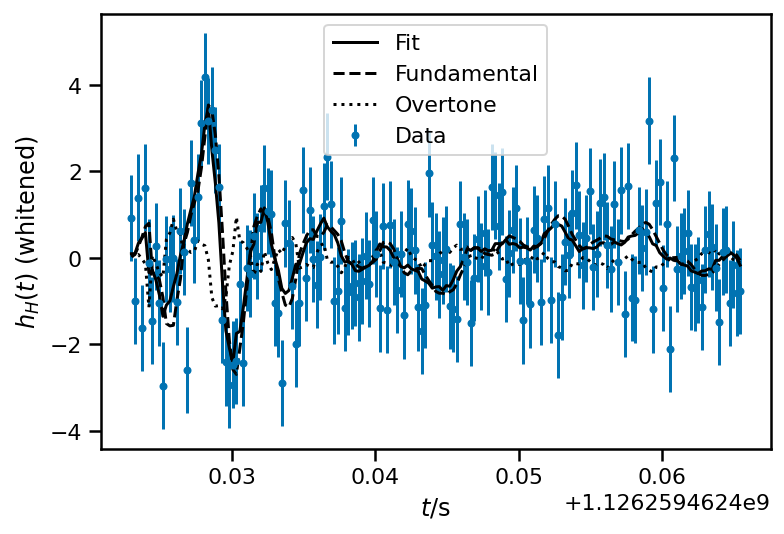 Fit
Fundamental
Overtone
Data
4
2
0
−2
−4
h_H(t) (whitened)
0.03 0.04 0.05 0.06
t/s
+1.1262594624e9